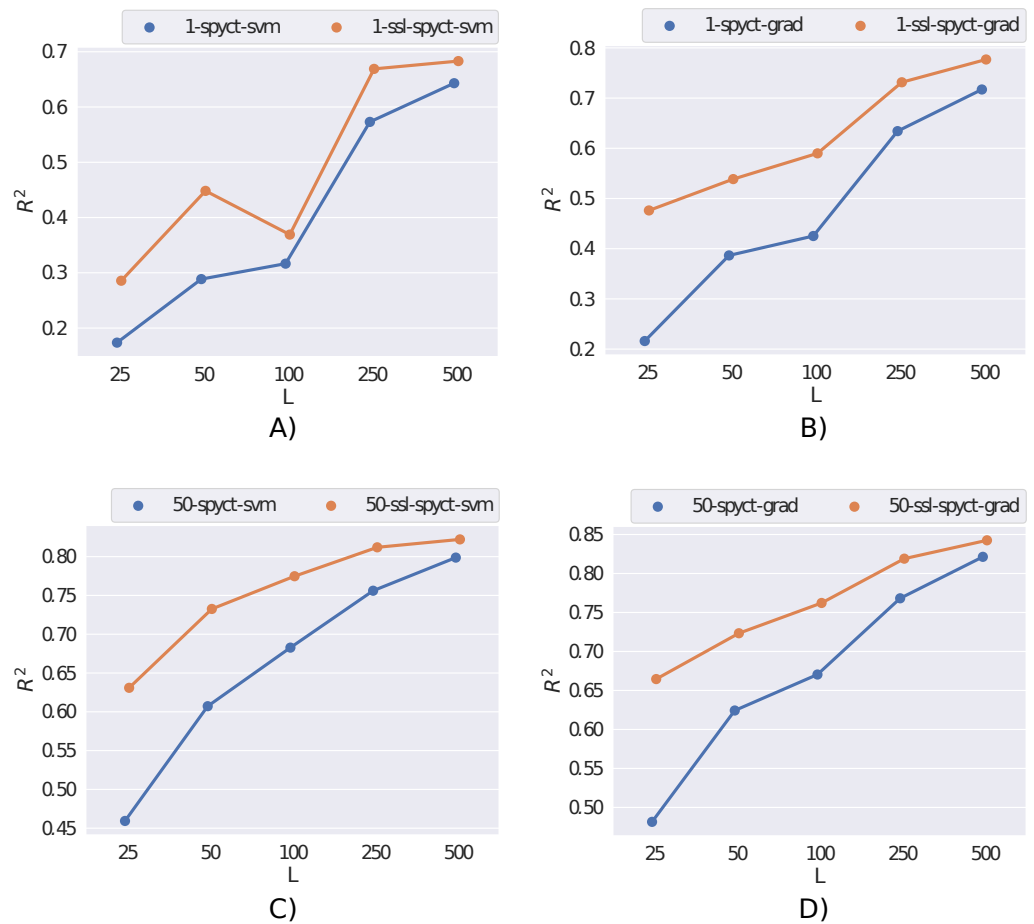 1-spyct-svm 1-ssl-spyct-svm
0.7
0.6
0.5
0.4
0.3
0.2
R²
25 50 100 250 500
L
A)
1-spyct-grad 1-ssl-spyct-grad
0.8
0.7
0.6
0.5
0.4
0.3
0.2
R²
25 50 100 250 500
L
B)
50-spyct-svm 50-ssl-spyct-svm
0.80
0.75
0.70
0.65
0.60
0.55
0.50
0.45
R²
25 50 100 250 500
L
C)
50-spyct-grad 50-ssl-spyct-grad
0.85
0.80
0.75
0.70
0.65
0.60
0.55
0.50
R²
25 50 100 250 500
L
D)